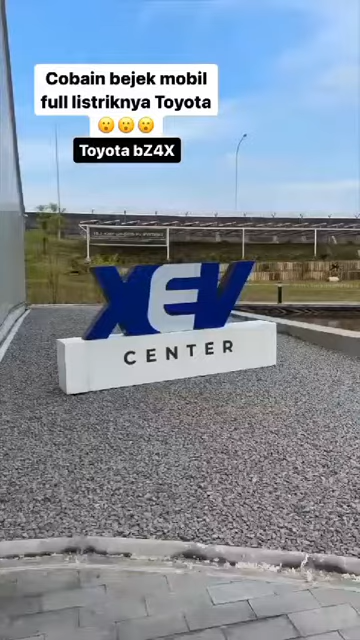 Cobain bejek mobil
full listriknya Toyota
😮😮😮
Toyota bZ4X
XEV
CENTER